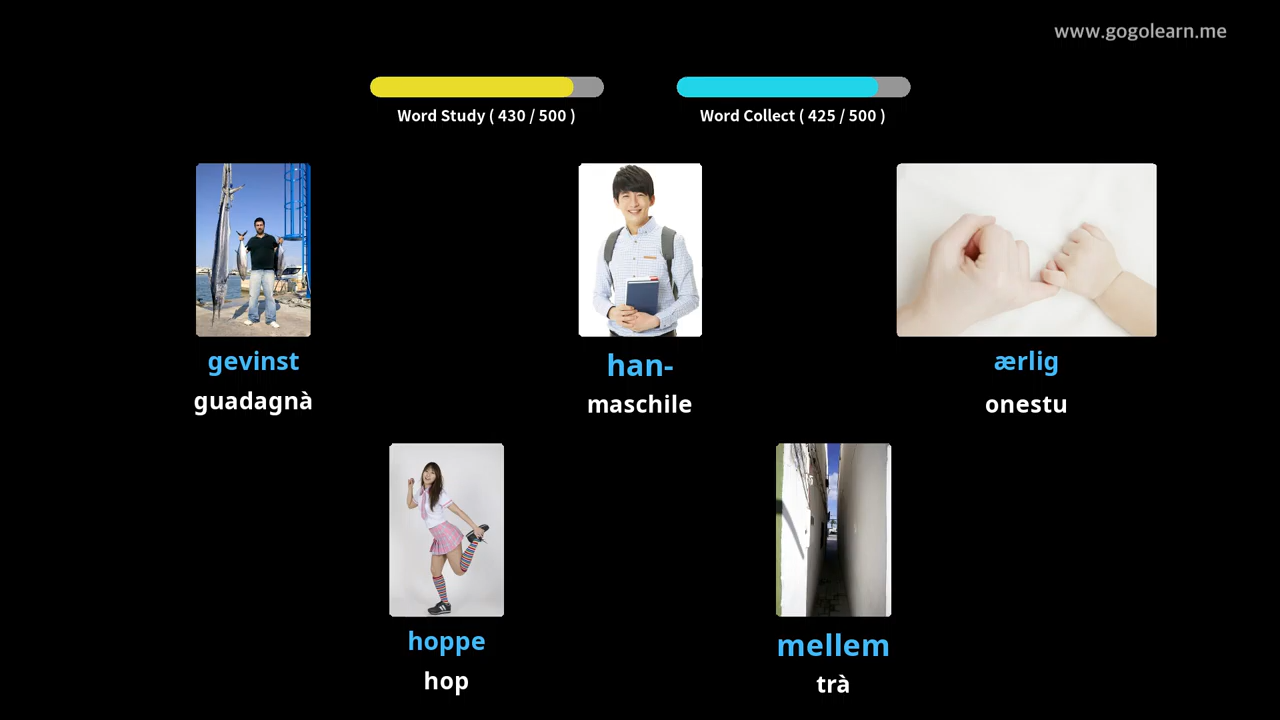 www.gogolearn.me
Word Study ( 430 / 500 )
Word Collect ( 425 / 500 )
gevinst
guadagnà
han-
maschile
ærlig
onestu
hoppe
hop
mellem
trà